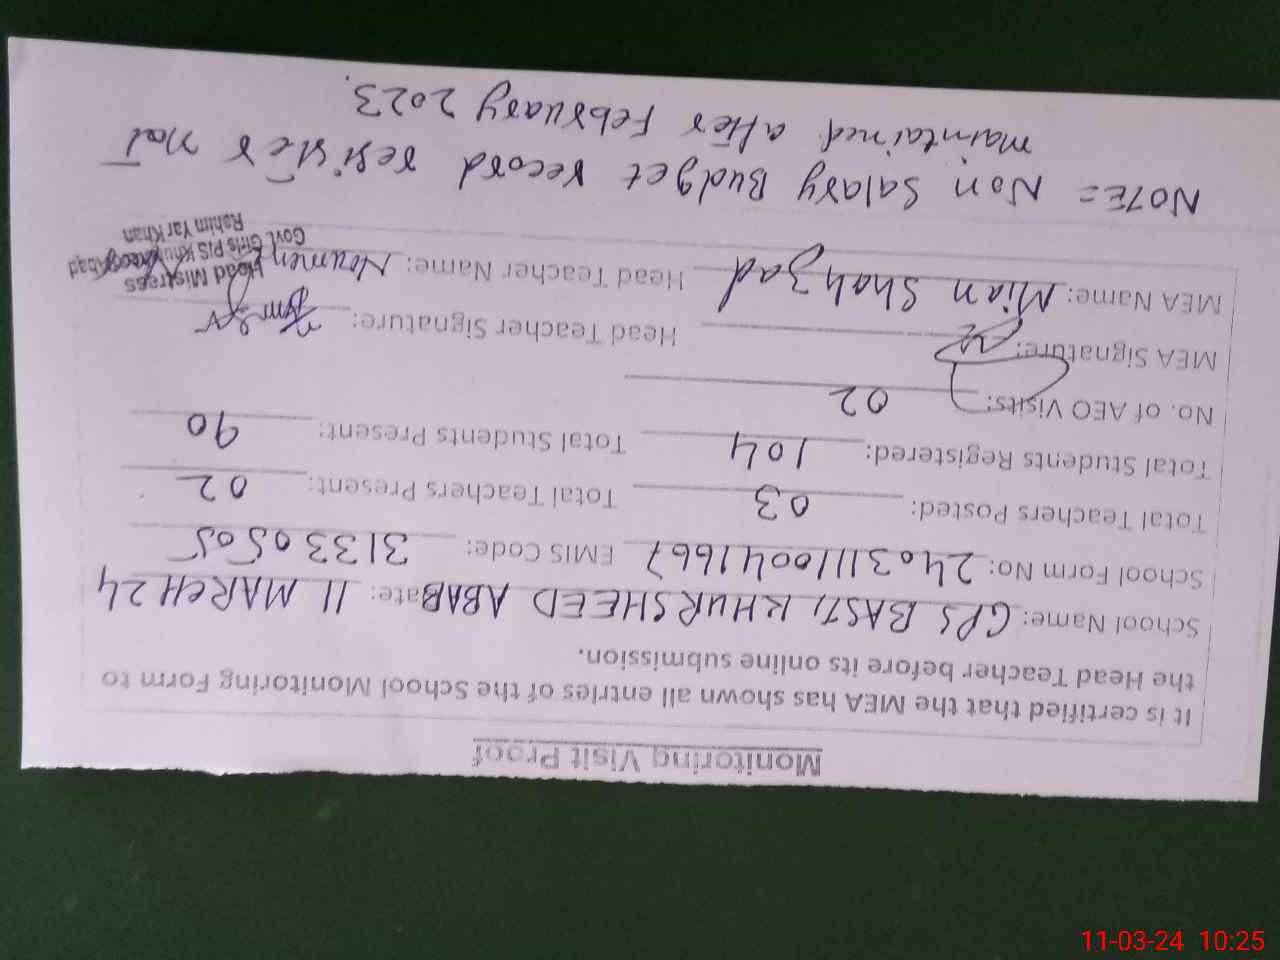 Monitoring Visit Proof
It is certified that the MEA has shown all entries of the School Monitoring Form to
the Head Teacher before its online submission.
School Name: GPS BASTI KHURSHEED ABAB ate: 11 MARCH 24
School Form No: 240311110041667 EMIS Code: 31330505
Total Teachers Posted: 03 Total Teachers Present: 02
Total Students Registered: 104 Total Students Present: 90
No. of AEO Visits: 02
MEA Signature: Head Teacher Signature:
MEA Name: Mian Shahzad Head Teacher Name:
Head Mistress
Govt. Girls P/S Khursheed Abad
Rahim Yar Khan
NOTE= Non Salary Budget record resister not
maintained after February 2023.
11-03-24 10:25